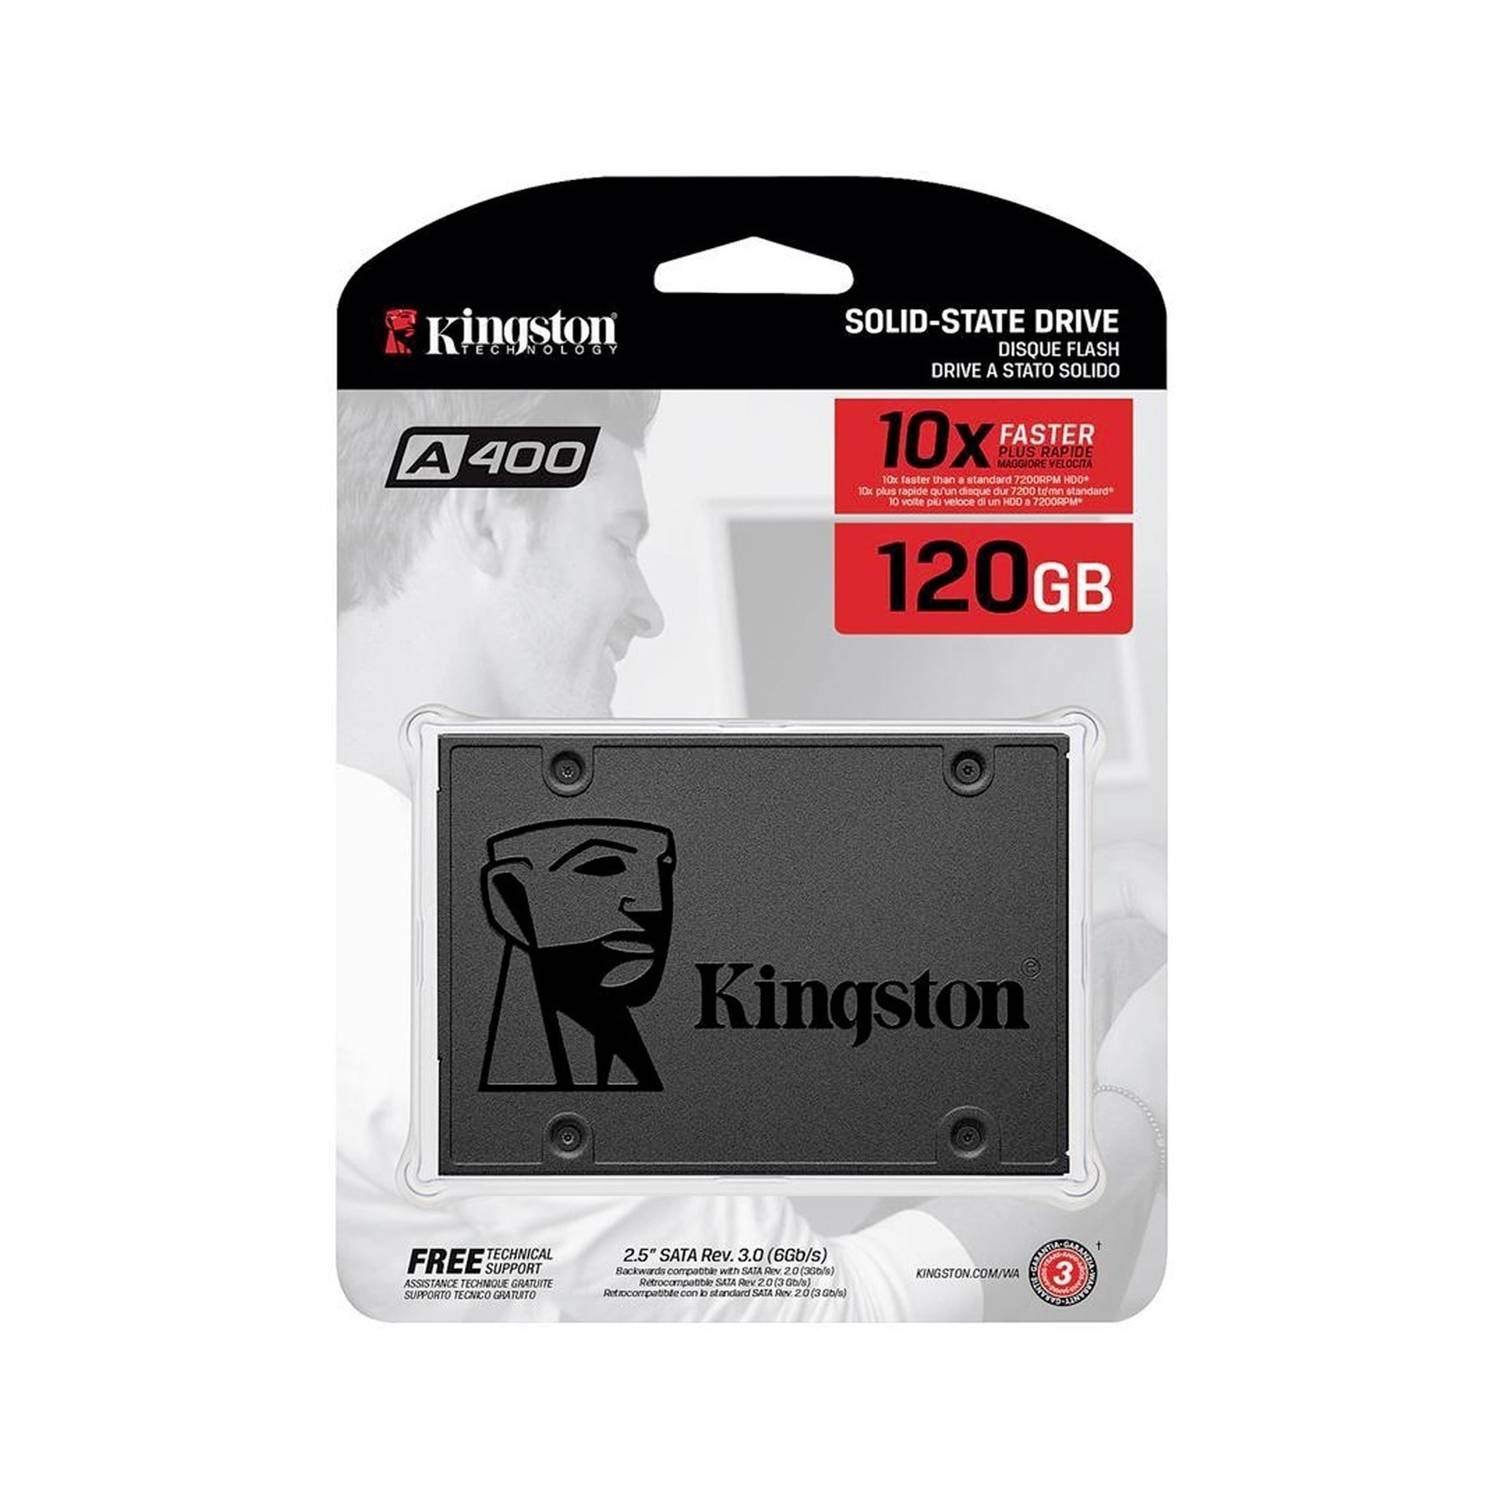 Kingston
TECHNOLOGY
SOLID-STATE DRIVE
DISQUE FLASH
DRIVE A STATO SOLIDO
A400
10x FASTER
PLUS RAPIDE
MAGGIORE VELOCITÀ
10x faster than a standard 7200RPM HDD*
10x plus rapide qu'un disque dur 7200 tr/mn standard*
10 volte più veloce di un HDD a 7200RPM*
120GB
Kingston
FREE TECHNICAL
SUPPORT
ASSISTANCE TECHNIQUE GRATUITE
SUPPORTO TECNICO GRATUITO
2.5" SATA Rev. 3.0 (6Gb/s)
Backwards compatible with SATA Rev. 2.0 (3Gb/s)
Rétrocompatible SATA Rev. 2.0 (3 Gb/s)
Retrocompatibile con lo standard SATA Rev. 2.0 (3 Gb/s)
KINGSTON.COM/WA
3
†